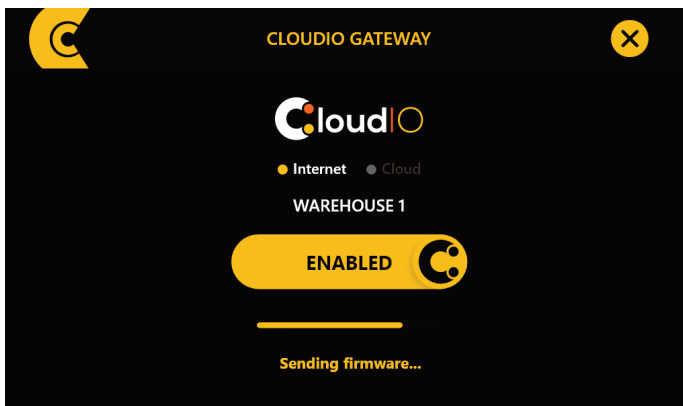 CLOUDIO GATEWAY
CloudIO
Internet Cloud
WAREHOUSE 1
ENABLED
Sending firmware...